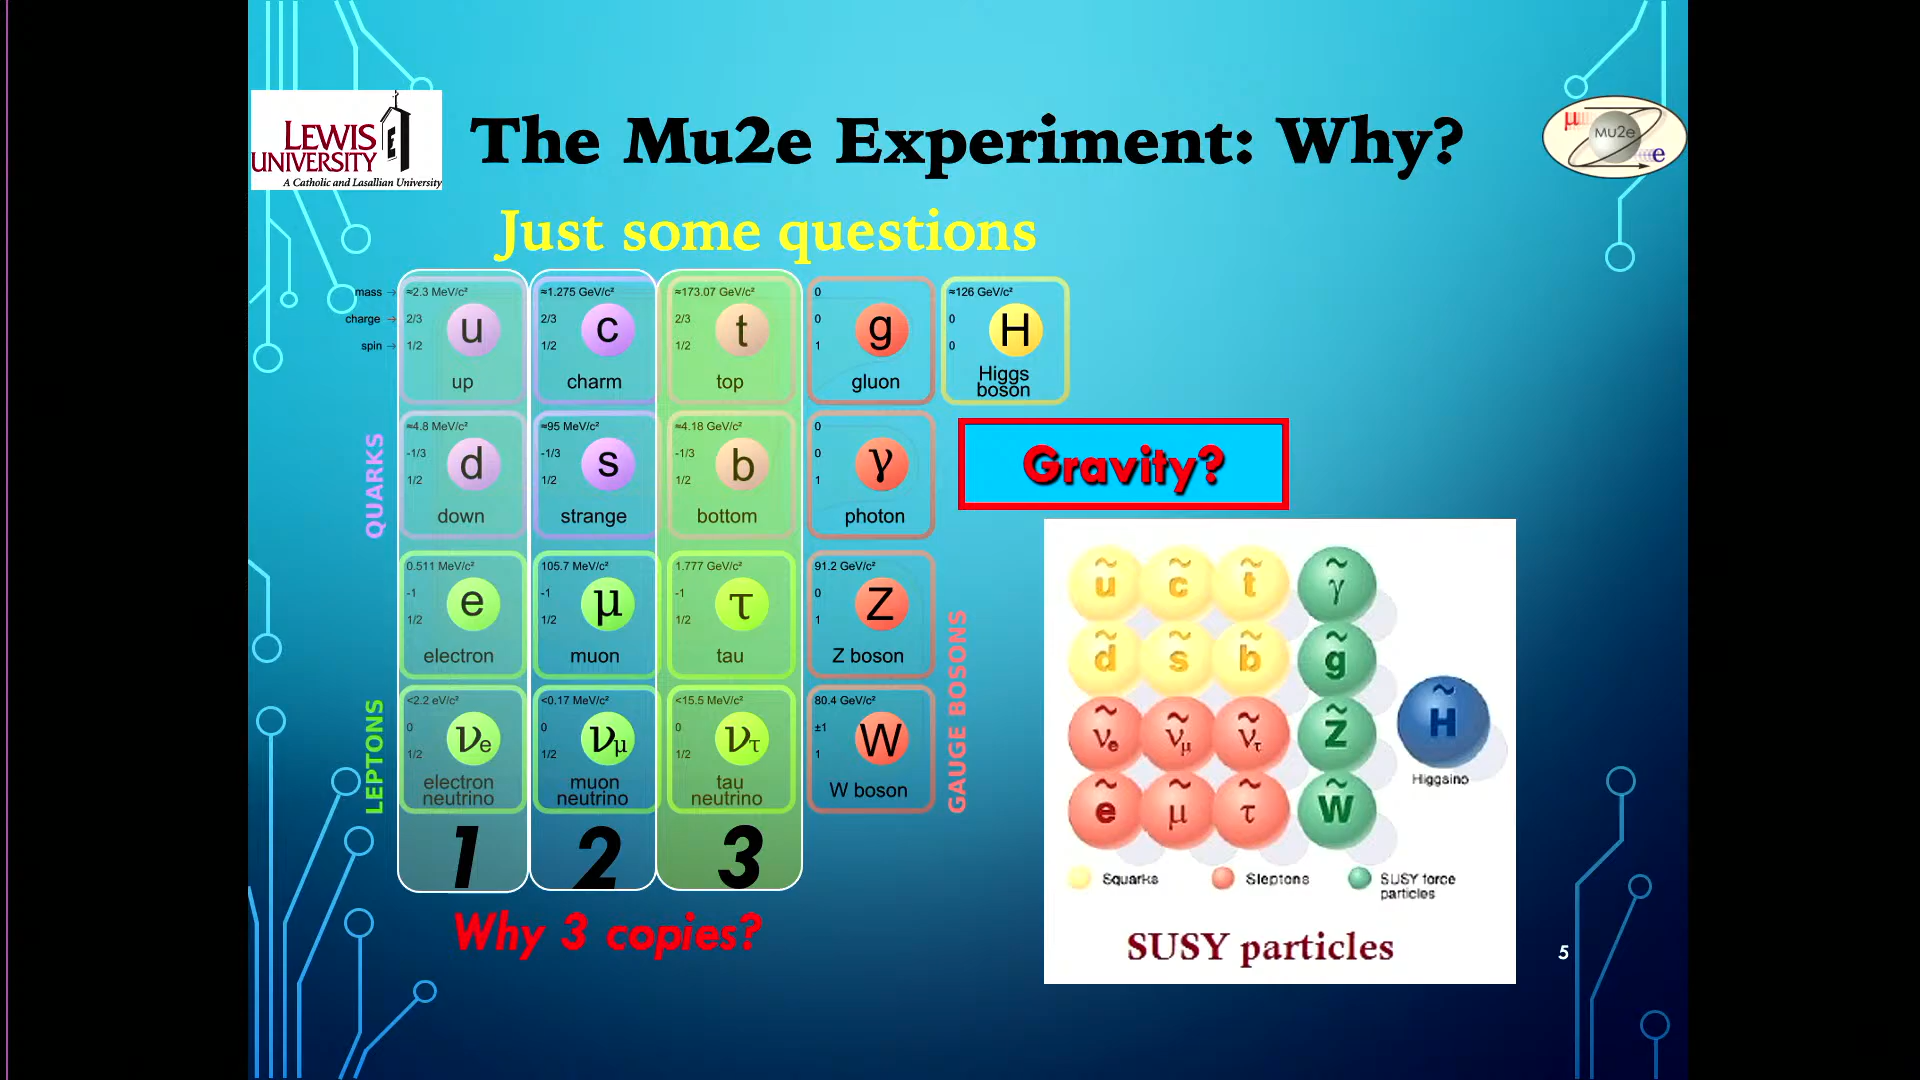 LEWIS
UNIVERSITY
A Catholic and Lasallian University
The Mu2e Experiment: Why?
μ
MU2e
e
Just some questions
mass →
charge →
spin →
≈2.3 MeV/c²
2/3
1/2
u
up
≈1.275 GeV/c²
2/3
1/2
c
charm
≈173.07 GeV/c²
2/3
1/2
t
top
0
0
1
g
gluon
≈126 GeV/c²
0
0
H
Higgs
boson
QUARKS
≈4.8 MeV/c²
-1/3
1/2
d
down
≈95 MeV/c²
-1/3
1/2
s
strange
≈4.18 GeV/c²
-1/3
1/2
b
bottom
0
0
1
γ
photon
Gravity?
LEPTONS
0.511 MeV/c²
-1
1/2
e
electron
105.7 MeV/c²
-1
1/2
μ
muon
1.777 GeV/c²
-1
1/2
τ
tau
91.2 GeV/c²
0
1
Z
Z boson
GAUGE BOSONS
<2.2 eV/c²
0
1/2
νe
electron
neutrino
<0.17 MeV/c²
0
1/2
νμ
muon
neutrino
<15.5 MeV/c²
0
1/2
ντ
tau
neutrino
80.4 GeV/c²
±1
1
W
W boson
1 2 3
Why 3 copies?
ũ c̃ t̃ γ̃
d̃ s̃ b̃ g̃
ν̃e ν̃μ ν̃τ Z̃
ẽ μ̃ τ̃ W̃
H̃
Higgsino
Squarks
Sleptons
SUSY force
particles
SUSY particles
5